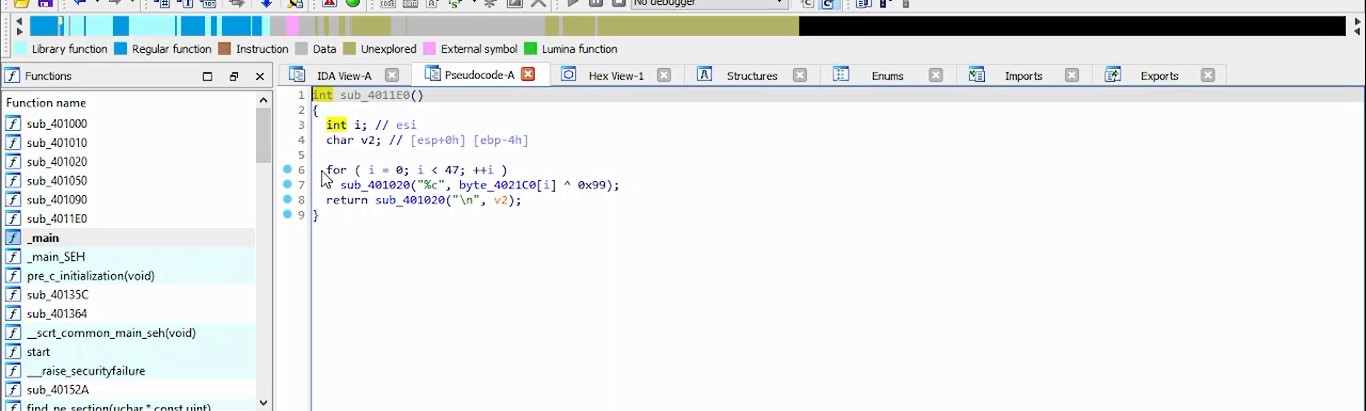 No debugger
Library function Regular function Instruction Data Unexplored External symbol Lumina function
Functions
IDA View-A Pseudocode-A Hex View-1 Structures Enums Imports Exports
Function name
sub_401000
sub_401010
sub_401020
sub_401050
sub_401090
sub_4011E0
_main
_main_SEH
pre_c_initialization(void)
sub_40135C
sub_401364
__scrt_common_main_seh(void)
start
___raise_securityfailure
sub_40152A
find_pe_section(uchar * const,uint)
1 int sub_4011E0()
2 {
3 int i; // esi
4 char v2; // [esp+0h] [ebp-4h]
5
6 for ( i = 0; i < 47; ++i )
7 sub_401020("%c", byte_4021C0[i] ^ 0x99);
8 return sub_401020("\n", v2);
9 }